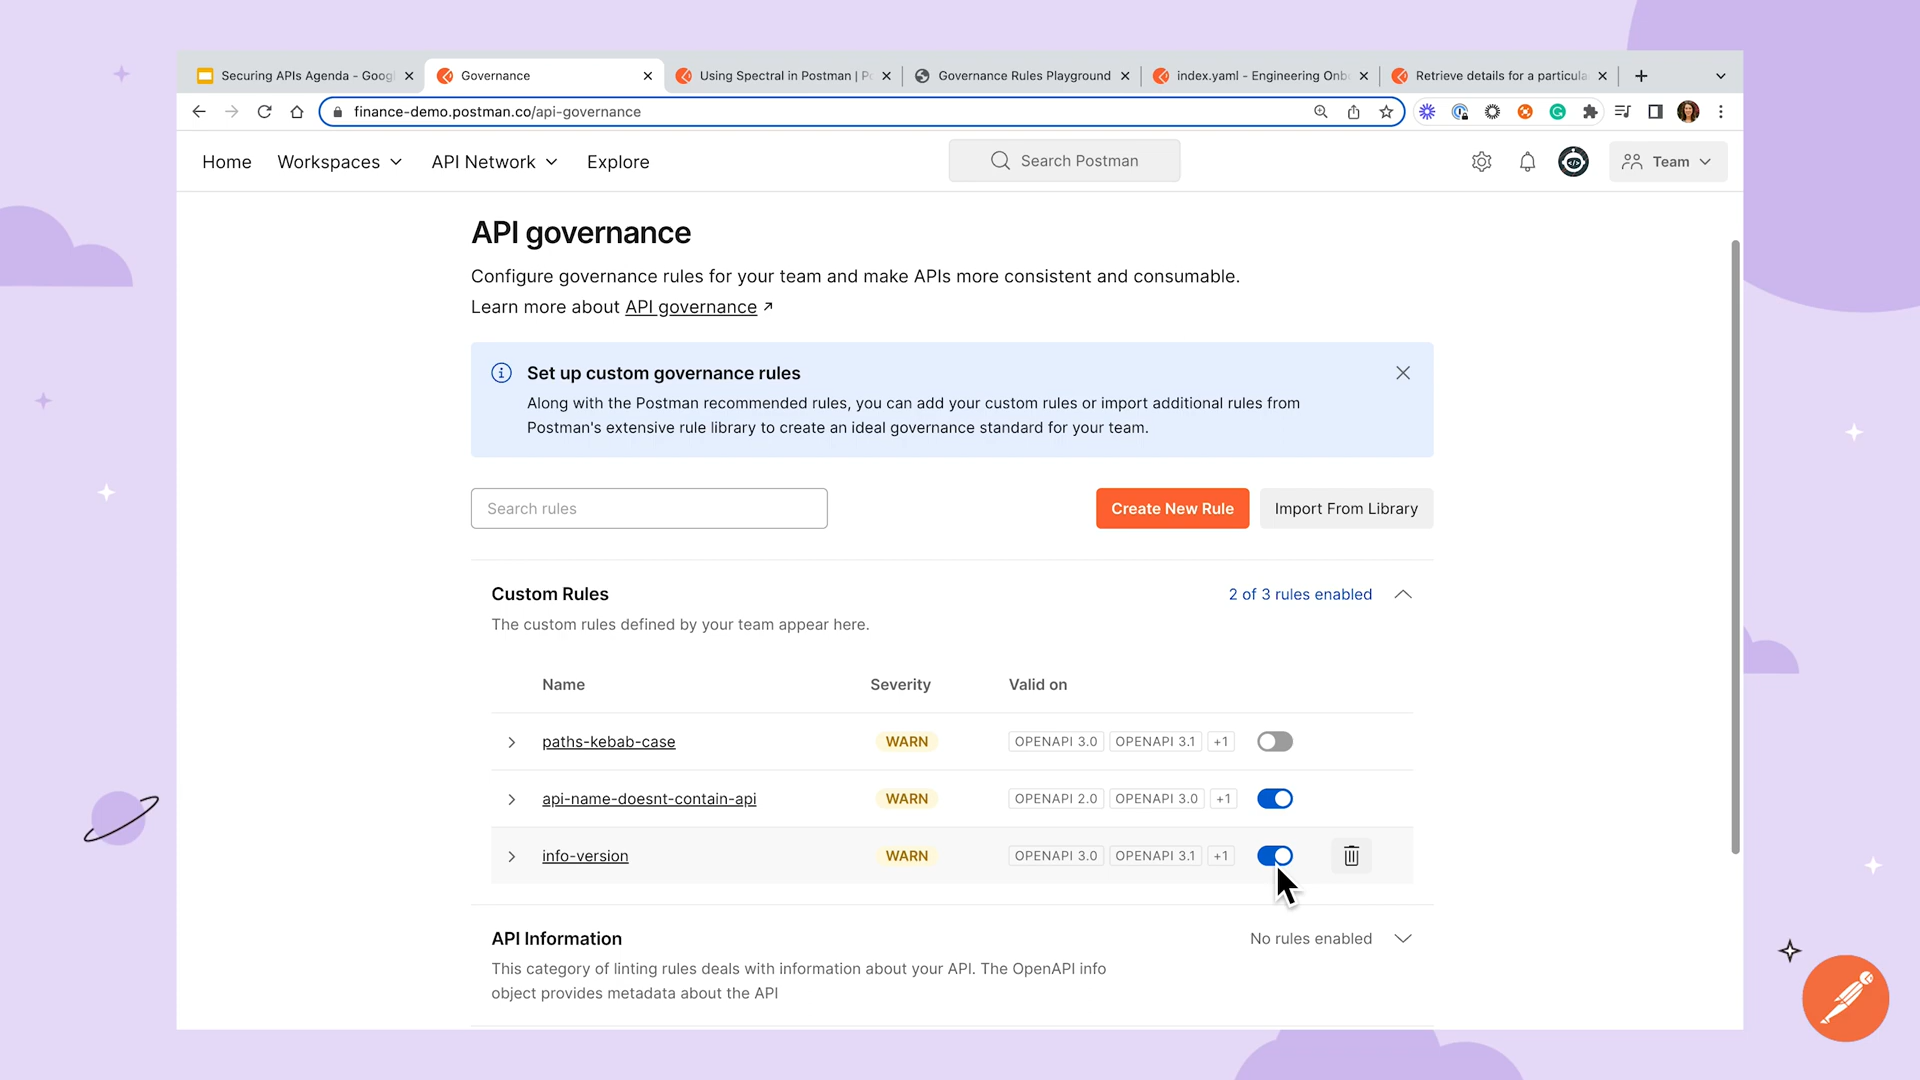 Securing APIs Agenda - Goog
Governance
Using Spectral in Postman | Po
Governance Rules Playground
index.yaml - Engineering Onb
Retrieve details for a particula
finance-demo.postman.co/api-governance
Home
Workspaces
API Network
Explore
Search Postman
Team
API governance
Configure governance rules for your team and make APIs more consistent and consumable.
Learn more about API governance ↗
Set up custom governance rules
Along with the Postman recommended rules, you can add your custom rules or import additional rules from
Postman's extensive rule library to create an ideal governance standard for your team.
Search rules
Create New Rule
Import From Library
Custom Rules
2 of 3 rules enabled
The custom rules defined by your team appear here.
Name Severity Valid on
paths-kebab-case WARN OPENAPI 3.0 OPENAPI 3.1 +1
api-name-doesnt-contain-api WARN OPENAPI 2.0 OPENAPI 3.0 +1
info-version WARN OPENAPI 3.0 OPENAPI 3.1 +1
API Information
No rules enabled
This category of linting rules deals with information about your API. The OpenAPI info
object provides metadata about the API